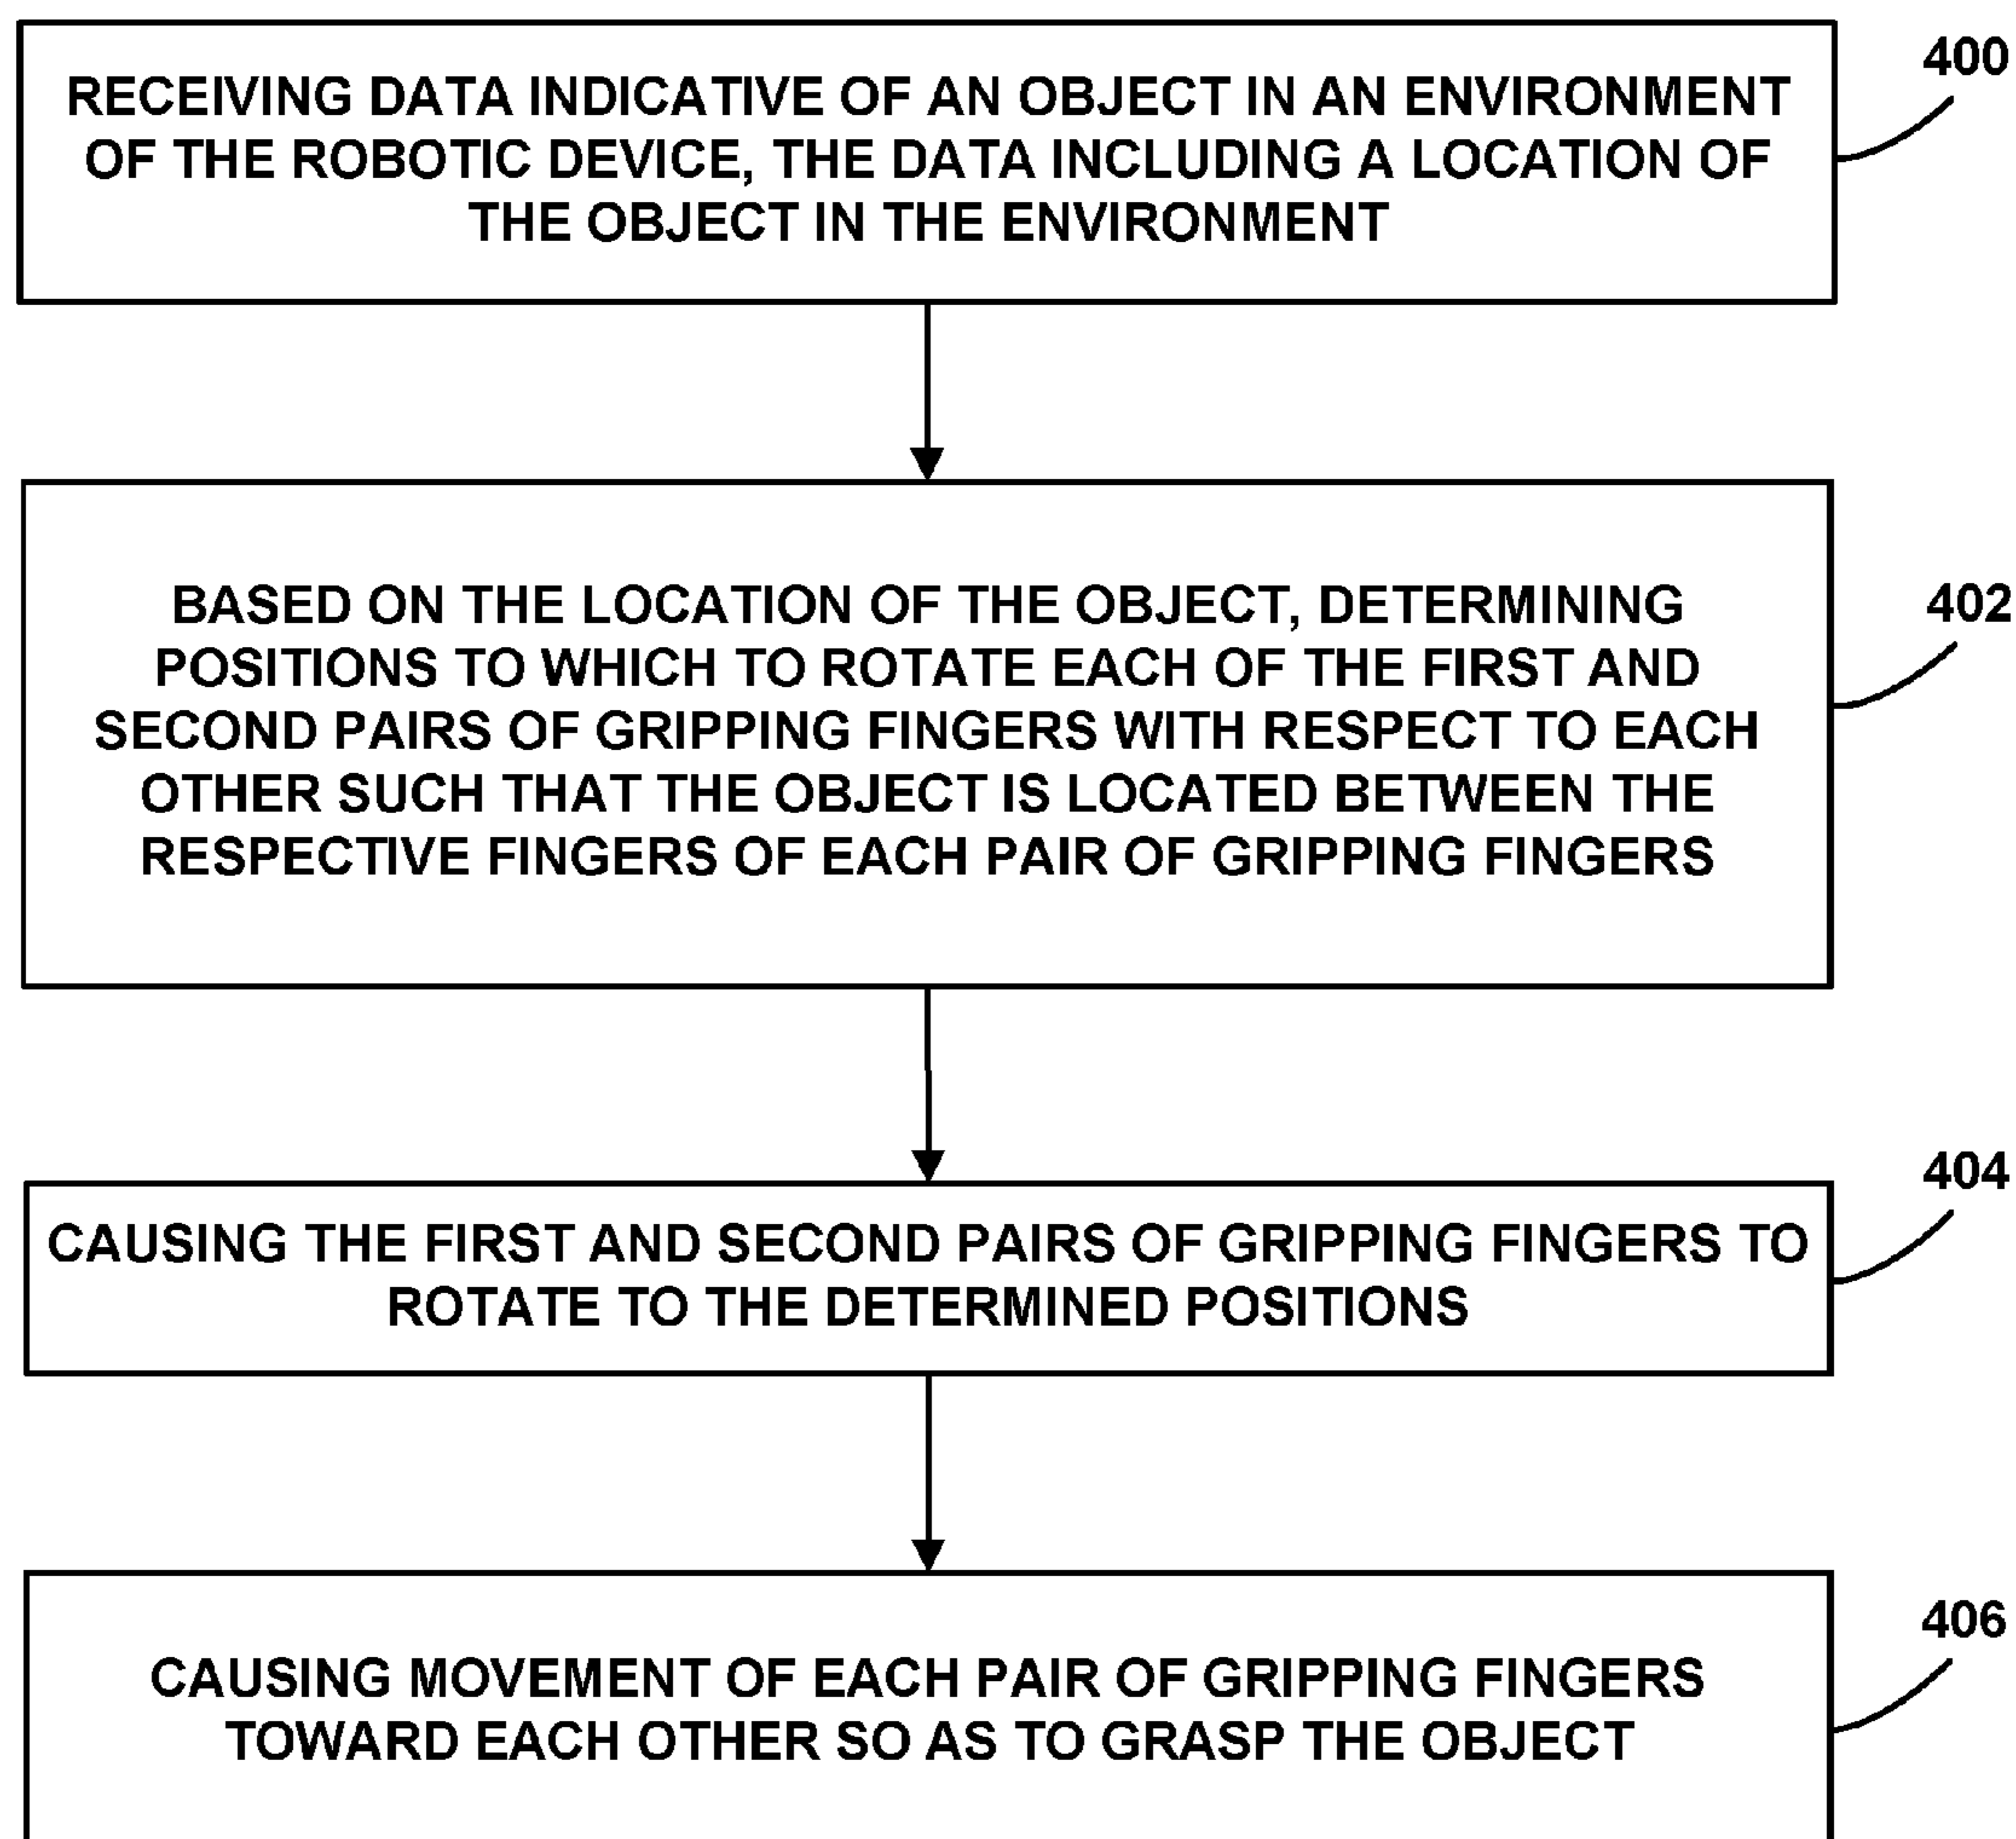 400
RECEIVING DATA INDICATIVE OF AN OBJECT IN AN ENVIRONMENT
OF THE ROBOTIC DEVICE, THE DATA INCLUDING A LOCATION OF
THE OBJECT IN THE ENVIRONMENT
402
BASED ON THE LOCATION OF THE OBJECT, DETERMINING
POSITIONS TO WHICH TO ROTATE EACH OF THE FIRST AND
SECOND PAIRS OF GRIPPING FINGERS WITH RESPECT TO EACH
OTHER SUCH THAT THE OBJECT IS LOCATED BETWEEN THE
RESPECTIVE FINGERS OF EACH PAIR OF GRIPPING FINGERS
404
CAUSING THE FIRST AND SECOND PAIRS OF GRIPPING FINGERS TO
ROTATE TO THE DETERMINED POSITIONS
406
CAUSING MOVEMENT OF EACH PAIR OF GRIPPING FINGERS
TOWARD EACH OTHER SO AS TO GRASP THE OBJECT